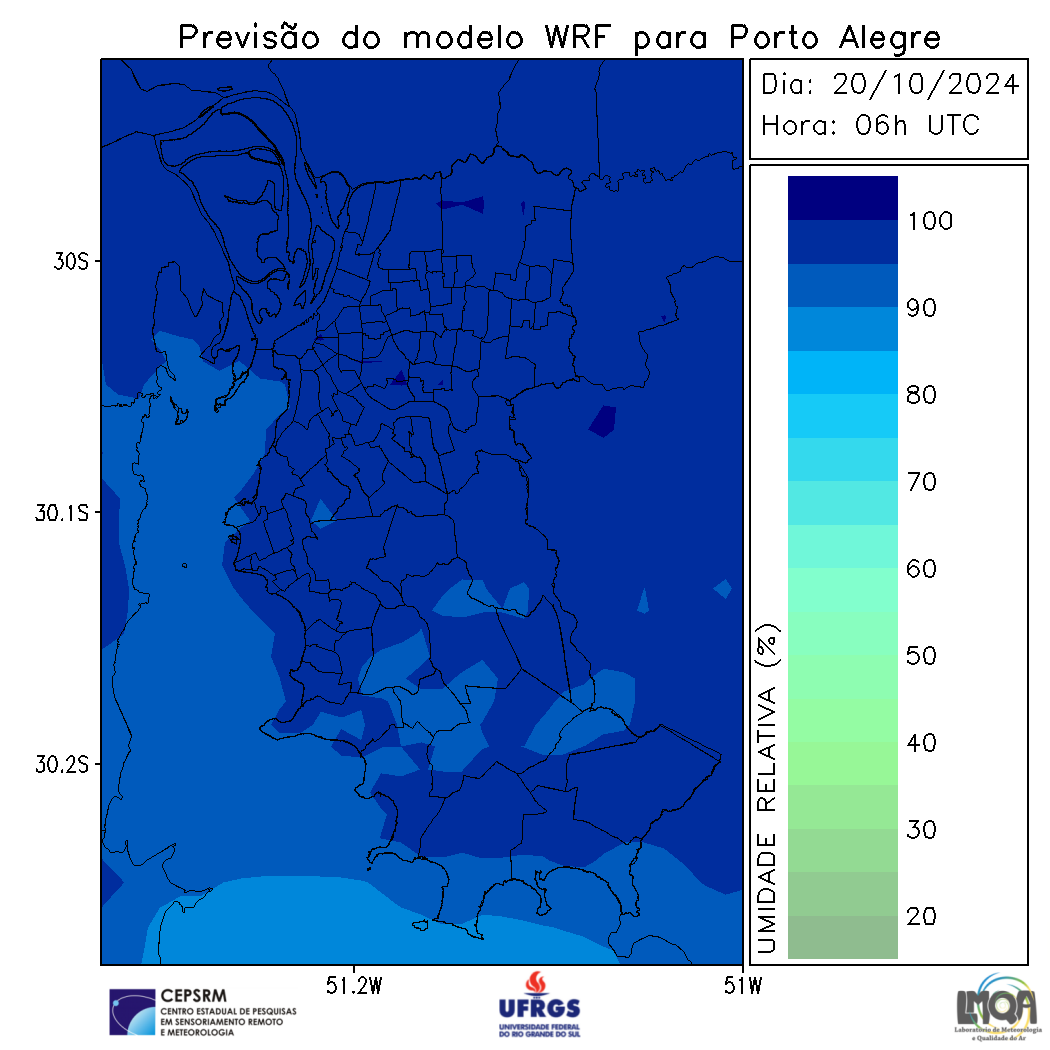 Previsão do modelo WRF para Porto Alegre
Dia: 20/10/2024
Hora: 06h UTC
30S
30.1S
30.2S
51.2W
51W
100
90
80
70
60
50
40
30
20
UMIDADE RELATIVA (%)
CEPSRM
CENTRO ESTADUAL DE PESQUISAS
EM SENSORIAMENTO REMOTO
E METEOROLOGIA
UFRGS
UNIVERSIDADE FEDERAL
DO RIO GRANDE DO SUL
LMQA
Laboratório de Meteorologia
e Qualidade do Ar